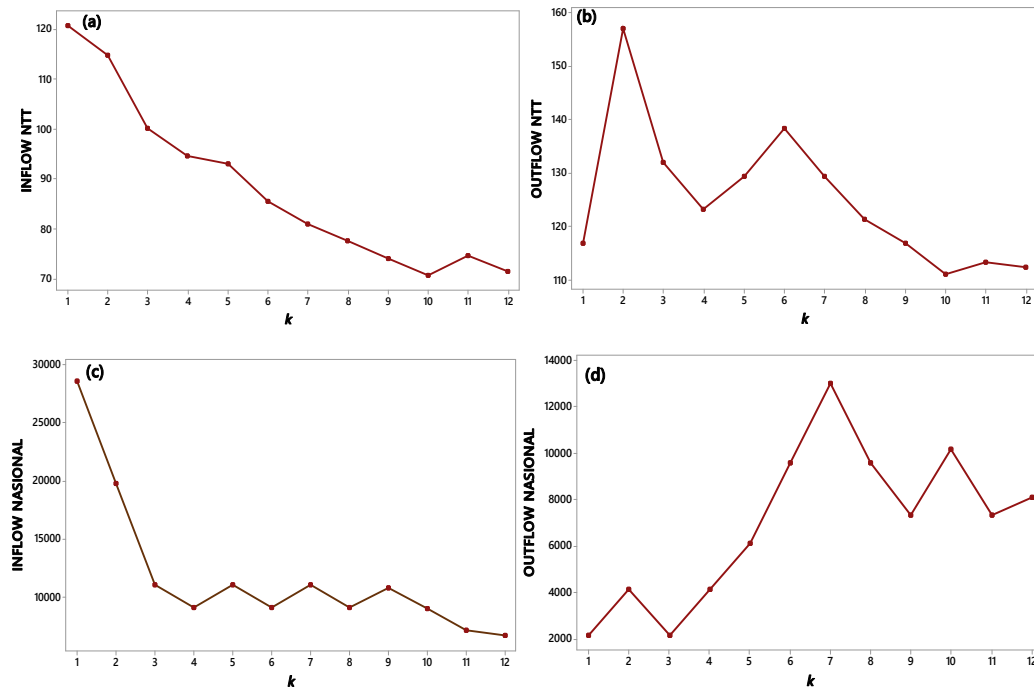 (a)
INFLOW NTT
120
110
100
90
80
70
1 2 3 4 5 6 7 8 9 10 11 12
k
(b)
OUTFLOW NTT
160
150
140
130
120
110
1 2 3 4 5 6 7 8 9 10 11 12
k
(c)
INFLOW NASIONAL
30000
25000
20000
15000
10000
1 2 3 4 5 6 7 8 9 10 11 12
k
(d)
OUTFLOW NASIONAL
14000
12000
10000
8000
6000
4000
2000
1 2 3 4 5 6 7 8 9 10 11 12
k